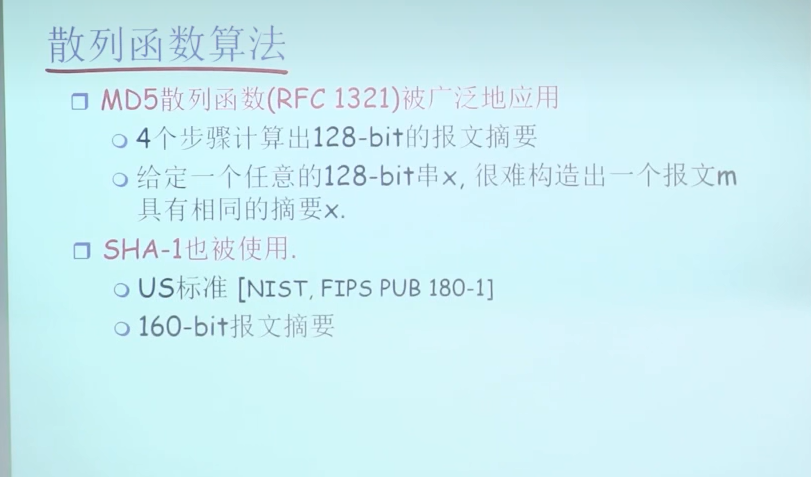 散列函数算法
MD5散列函数(RFC 1321)被广泛地应用
4个步骤计算出128-bit的报文摘要
给定一个任意的128-bit串x, 很难构造出一个报文m
具有相同的摘要x.
SHA-1也被使用.
US标准 [NIST, FIPS PUB 180-1]
160-bit报文摘要